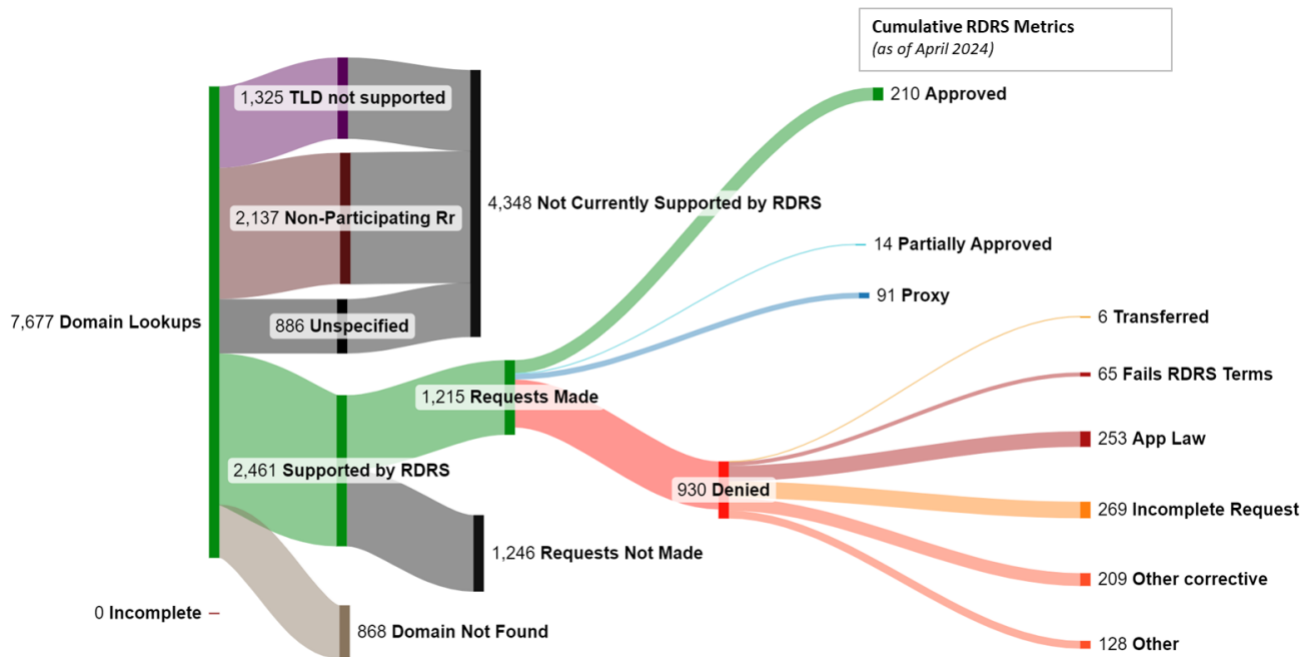 Cumulative RDRS Metrics
(as of April 2024)
1,325 TLD not supported
210 Approved
2,137 Non-Participating Rr
4,348 Not Currently Supported by RDRS
14 Partially Approved
91 Proxy
7,677 Domain Lookups
886 Unspecified
6 Transferred
65 Fails RDRS Terms
1,215 Requests Made
253 App Law
2,461 Supported by RDRS
930 Denied
269 Incomplete Request
1,246 Requests Not Made
209 Other corrective
0 Incomplete
868 Domain Not Found
128 Other